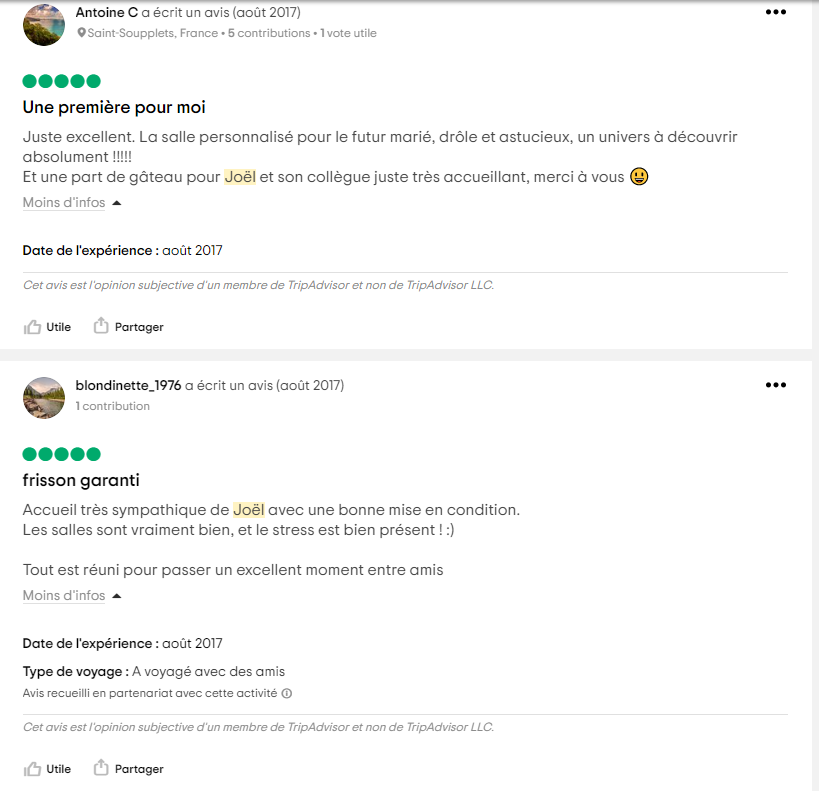 Antoine C a écrit un avis (août 2017)
Saint-Soupplets, France • 5 contributions • 1 vote utile
Une première pour moi
Juste excellent. La salle personnalisé pour le futur marié, drôle et astucieux, un univers à découvrir
absolument !!!!!
Et une part de gâteau pour Joël et son collègue juste très accueillant, merci à vous 😃
Moins d'infos
Date de l'expérience : août 2017
Cet avis est l'opinion subjective d'un membre de TripAdvisor et non de TripAdvisor LLC.
Utile Partager
blondinette_1976 a écrit un avis (août 2017)
1 contribution
frisson garanti
Accueil très sympathique de Joël avec une bonne mise en condition.
Les salles sont vraiment bien, et le stress est bien présent ! :)
Tout est réuni pour passer un excellent moment entre amis
Moins d'infos
Date de l'expérience : août 2017
Type de voyage : A voyagé avec des amis
Avis recueilli en partenariat avec cette activité
Cet avis est l'opinion subjective d'un membre de TripAdvisor et non de TripAdvisor LLC.
Utile Partager